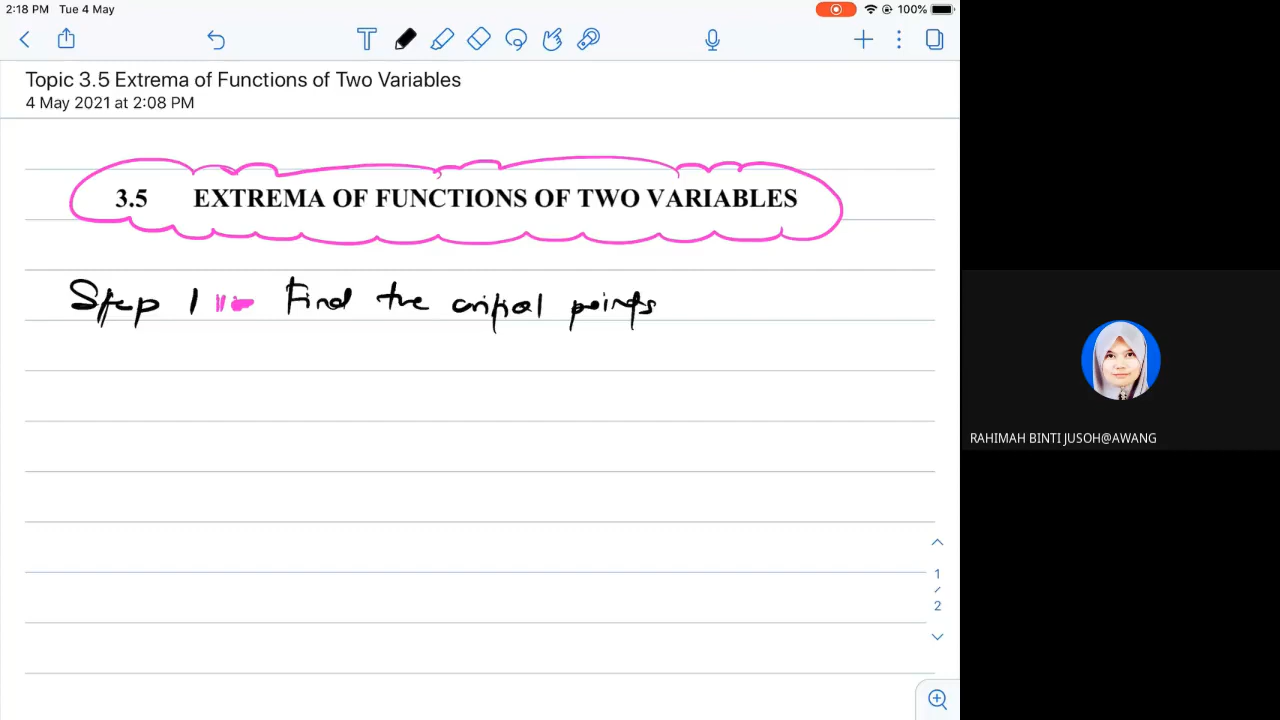 2:18 PM Tue 4 May
100%
Topic 3.5 Extrema of Functions of Two Variables
4 May 2021 at 2:08 PM
3.5 EXTREMA OF FUNCTIONS OF TWO VARIABLES
Step 1 :- Find the critical points
1
/
2
RAHIMAH BINTI JUSOH@AWANG